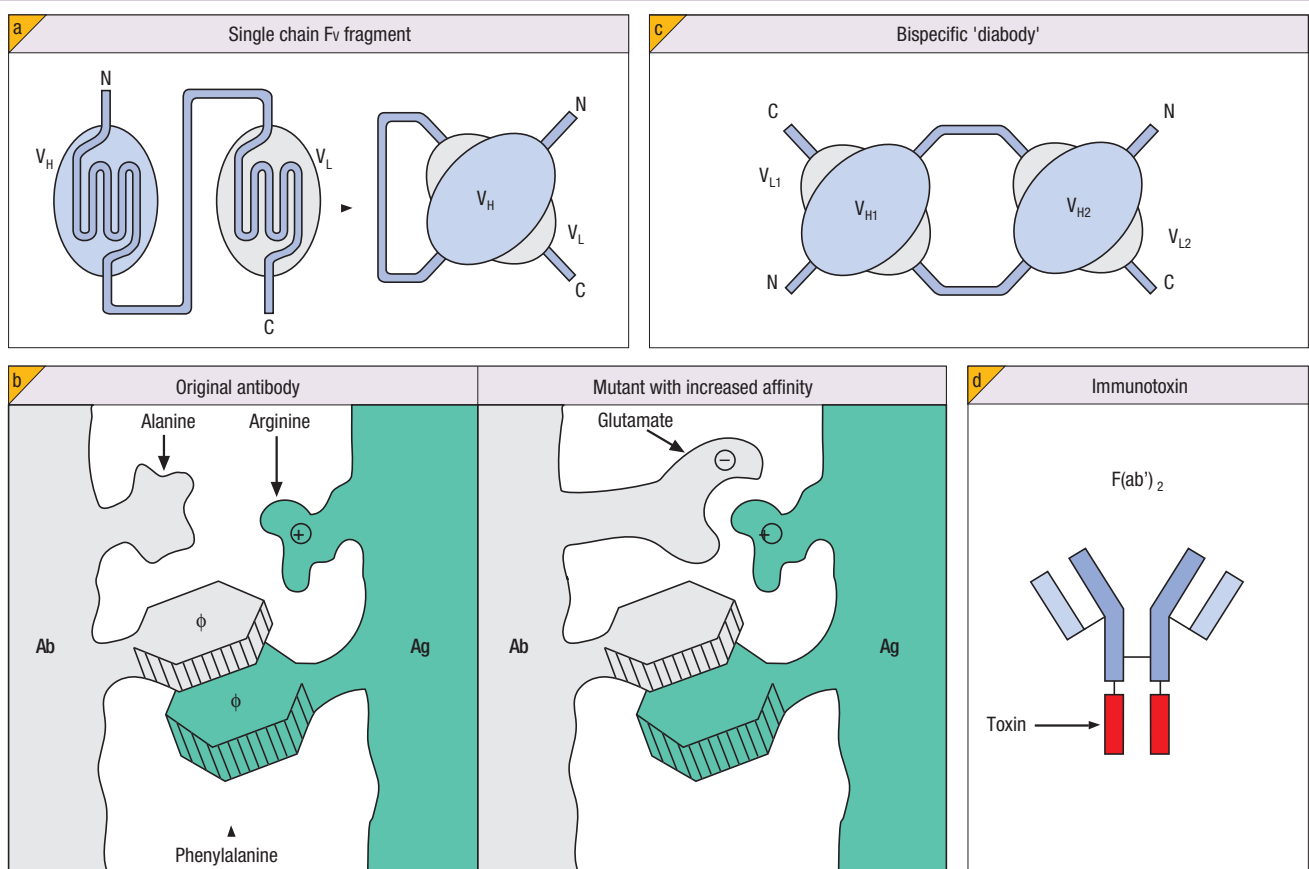 a
Single chain Fv fragment
N
VH
VL
C
N
VH
VL
C
c
Bispecific 'diabody'
C
N
VL1
VH1
VH2
VL2
N
C
b
Original antibody
Alanine
Arginine
+
ϕ
Ab
Ag
ϕ
Phenylalanine
Mutant with increased affinity
Glutamate
−
+
Ab
Ag
d
Immunotoxin
F(ab')2
Toxin